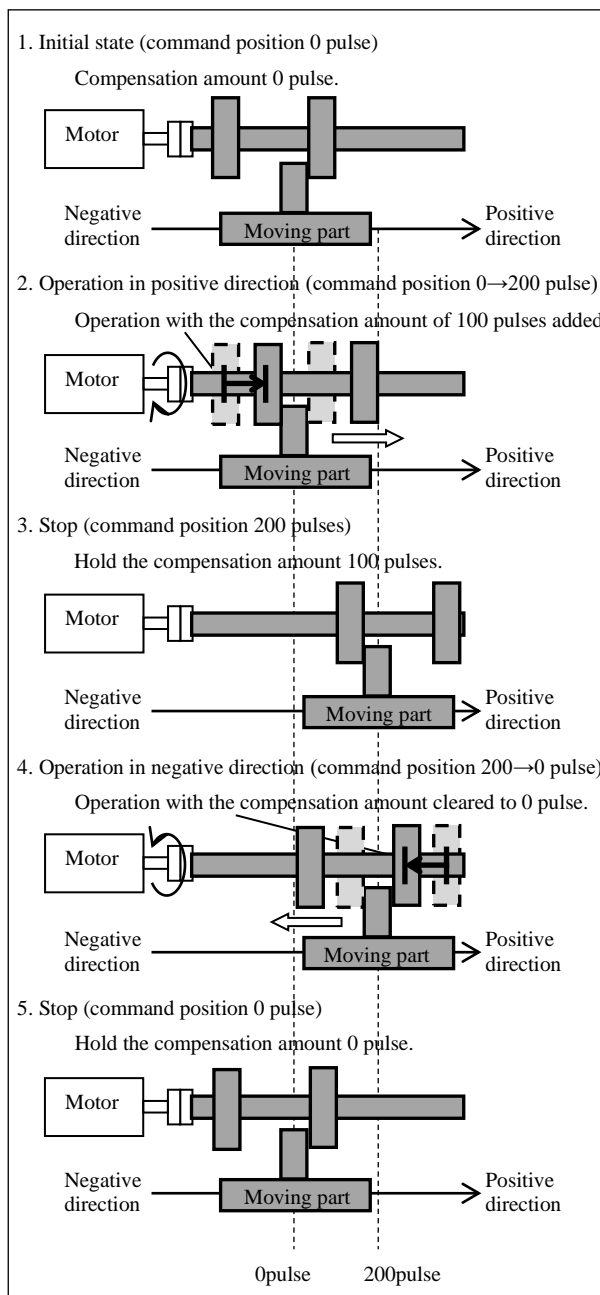 1. Initial state (command position 0 pulse)
Compensation amount 0 pulse.
Motor
Negative direction
Moving part
Positive direction
2. Operation in positive direction (command position 0→200 pulse)
Operation with the compensation amount of 100 pulses added
Motor
Negative direction
Moving part
Positive direction
3. Stop (command position 200 pulses)
Hold the compensation amount 100 pulses.
Motor
Negative direction
Moving part
Positive direction
4. Operation in negative direction (command position 200→0 pulse)
Operation with the compensation amount cleared to 0 pulse.
Motor
Negative direction
Moving part
Positive direction
5. Stop (command position 0 pulse)
Hold the compensation amount 0 pulse.
Motor
Negative direction
Moving part
Positive direction
0pulse
200pulse